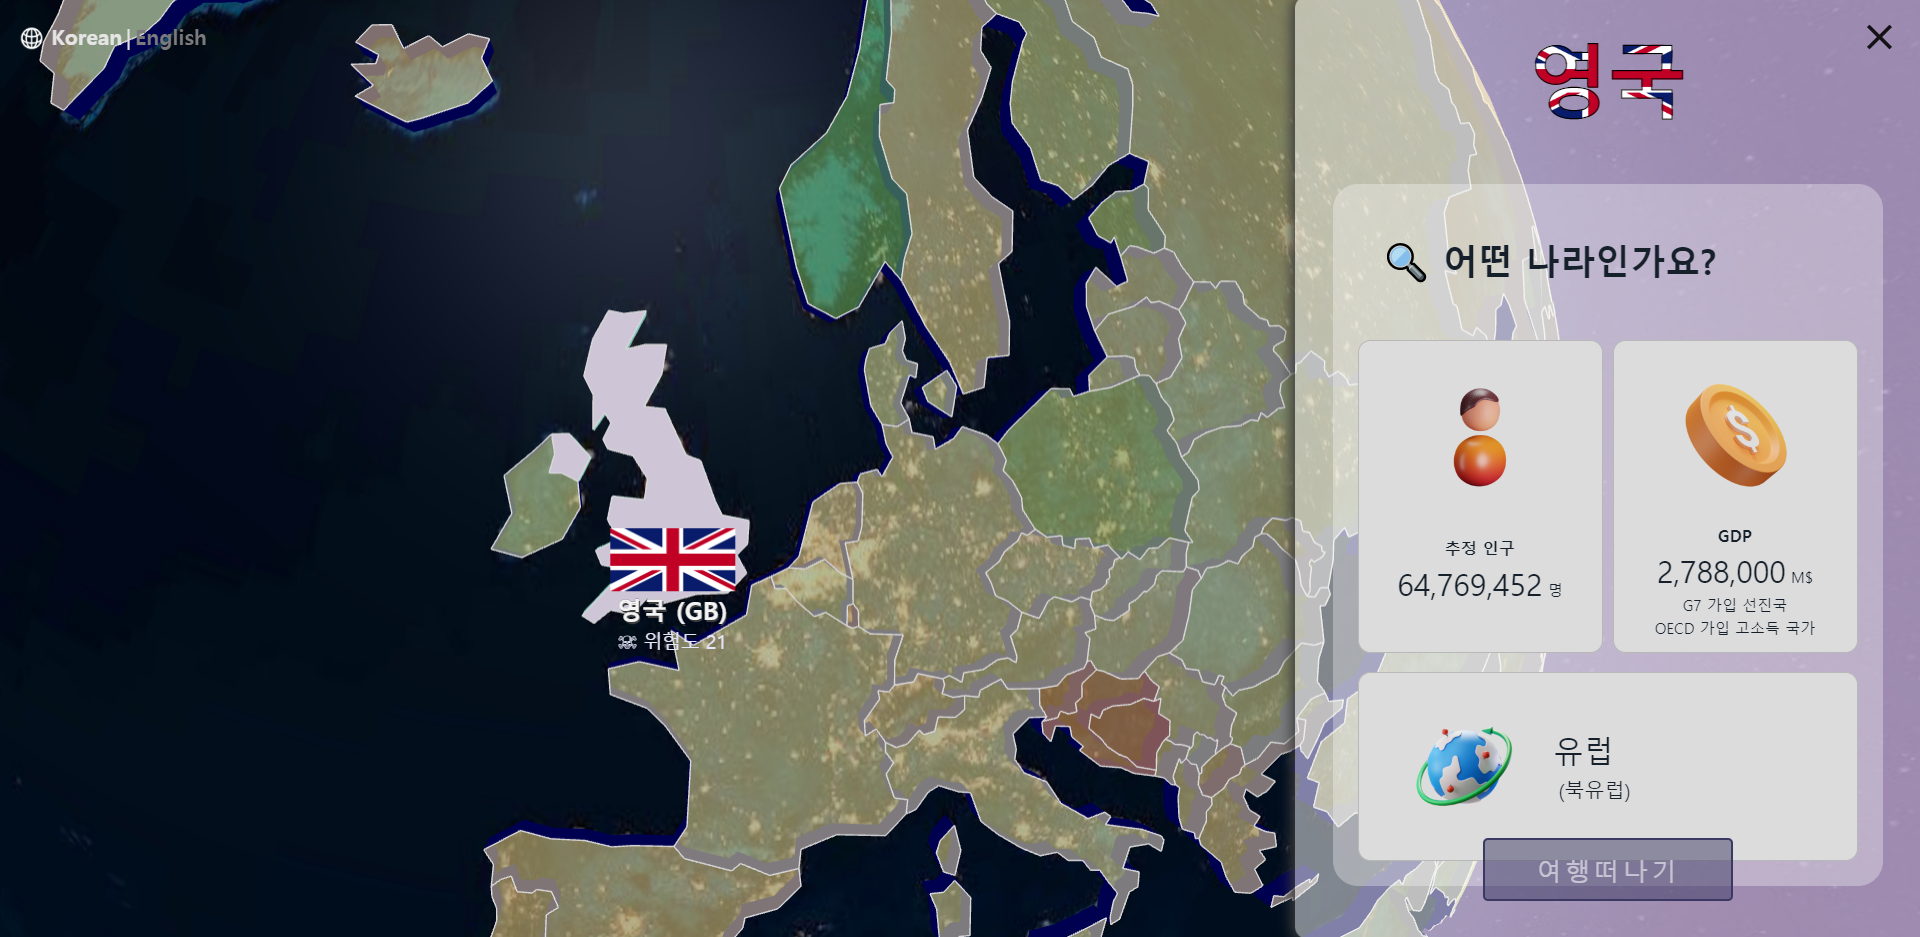 Korean | English
영국
어떤 나라인가요?
추정 인구
64,769,452 명
GDP
2,788,000 M$
G7 가입 선진국
OECD 가입 고소득 국가
유럽
(북유럽)
여행떠나기
영국 (GB)
위험도 21